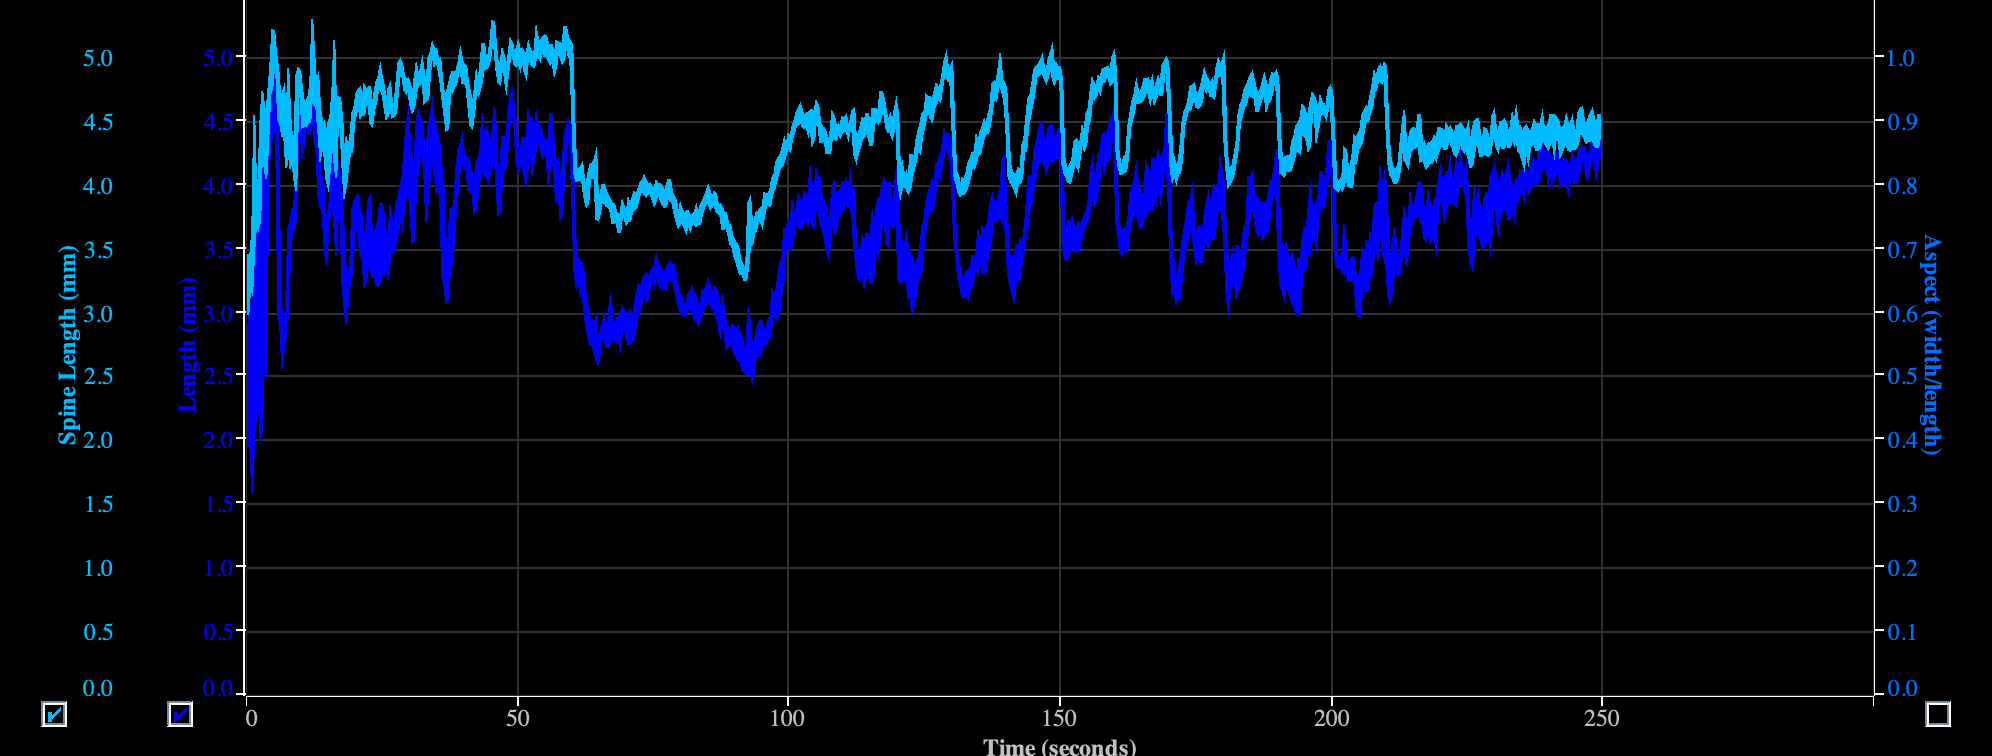 5.0 5.0 1.0
4.5 4.5 0.9
4.0 4.0 0.8
3.5 3.5 0.7
3.0 3.0 0.6
2.5 2.5 0.5
2.0 2.0 0.4
1.5 1.5 0.3
1.0 1.0 0.2
0.5 0.5 0.1
0.0 0.0 0.0
Spine Length (mm)
Length (mm)
Aspect (width/length)
0 50 100 150 200 250
Time (seconds)